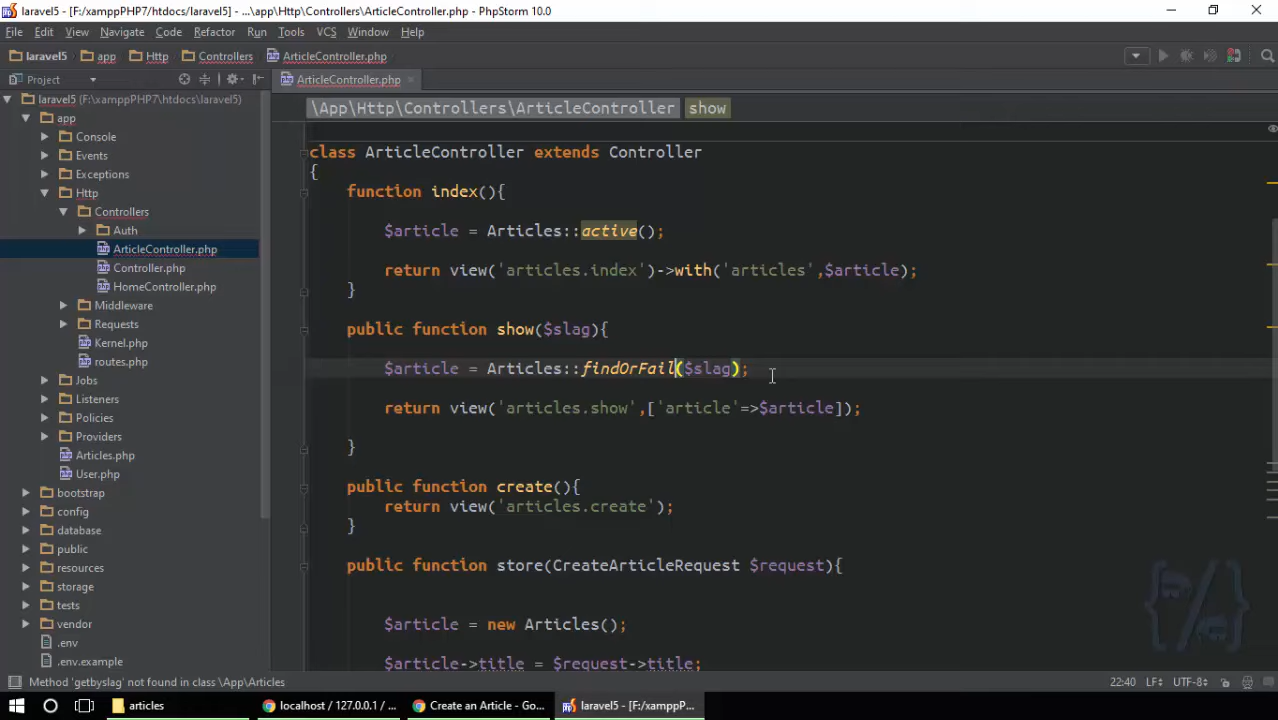 laravel5 - [F:\xamppPHP7\htdocs\laravel5] - ...\app\Http\Controllers\ArticleController.php - PhpStorm 10.0
File Edit View Navigate Code Refactor Run Tools VCS Window Help
laravel5 app Http Controllers ArticleController.php
Project
ArticleController.php
laravel5 (F:\xamppPHP7\htdocs\laravel5)
app
Console
Events
Exceptions
Http
Controllers
Auth
ArticleController.php
Controller.php
HomeController.php
Middleware
Requests
Kernel.php
routes.php
Jobs
Listeners
Policies
Providers
Articles.php
User.php
bootstrap
config
database
public
resources
storage
tests
vendor
.env
.env.example
\App\Http\Controllers\ArticleController show
class ArticleController extends Controller
{
function index(){
$article = Articles::active();
return view('articles.index')->with('articles',$article);
}
public function show($slag){
$article = Articles::findOrFail($slag);
return view('articles.show',['article'=>$article]);
}
public function create(){
return view('articles.create');
}
public function store(CreateArticleRequest $request){
$article = new Articles();
$article->title = $request->title;
{/}
Method 'getbyslag' not found in class \App\Articles
22:40 LF UTF-8
articles
localhost / 127.0.0.1 / ...
Create an Article - Go...
laravel5 - [F:/xampp...